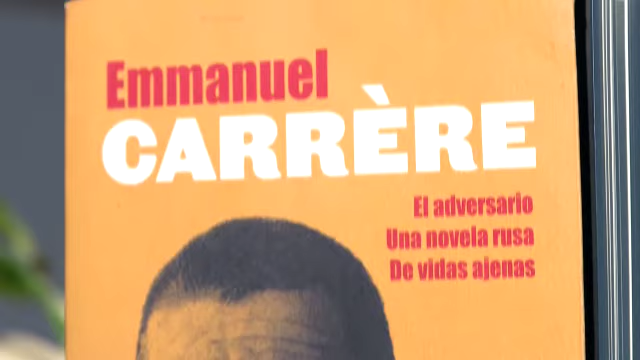 Emmanuel
CARRÈRE
El adversario
Una novela rusa
De vidas ajenas